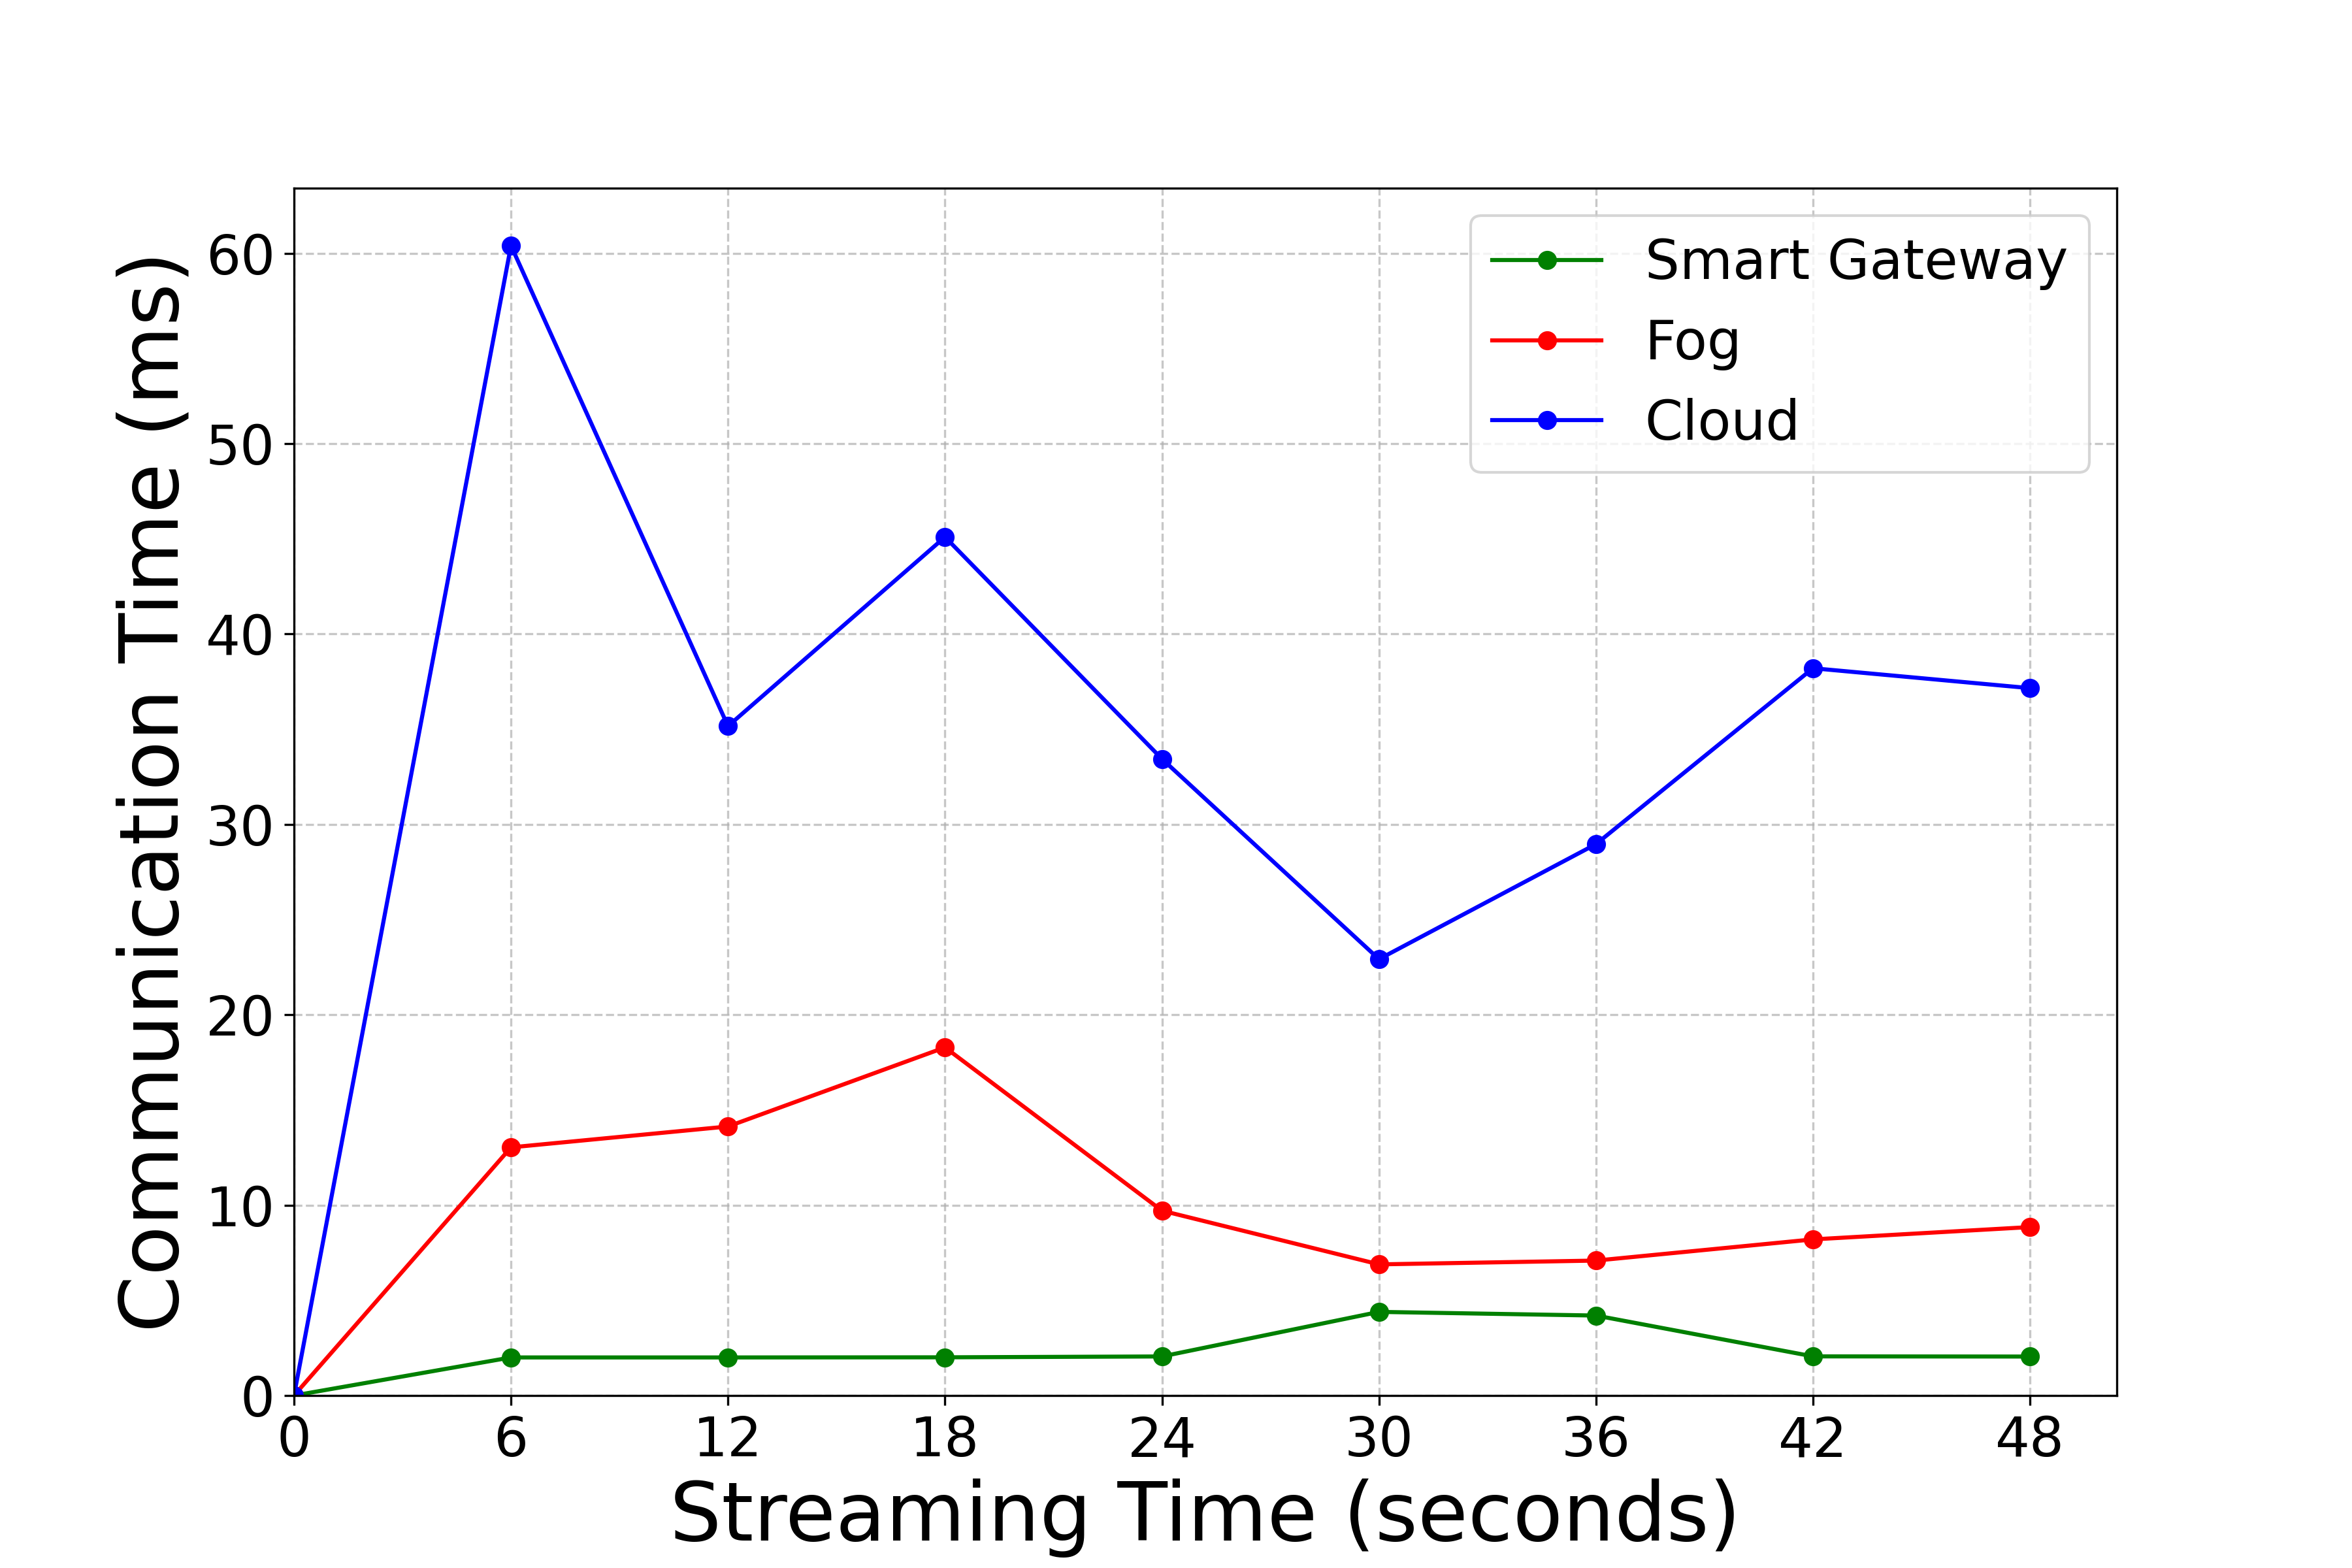 Communication Time (ms)
60
50
40
30
20
10
0
Smart Gateway
Fog
Cloud
0 6 12 18 24 30 36 42 48
Streaming Time (seconds)